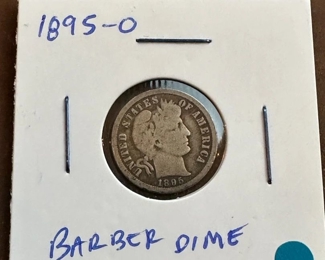 1895-O
UNITED STATES OF AMERICA
1895
BARBER DIME